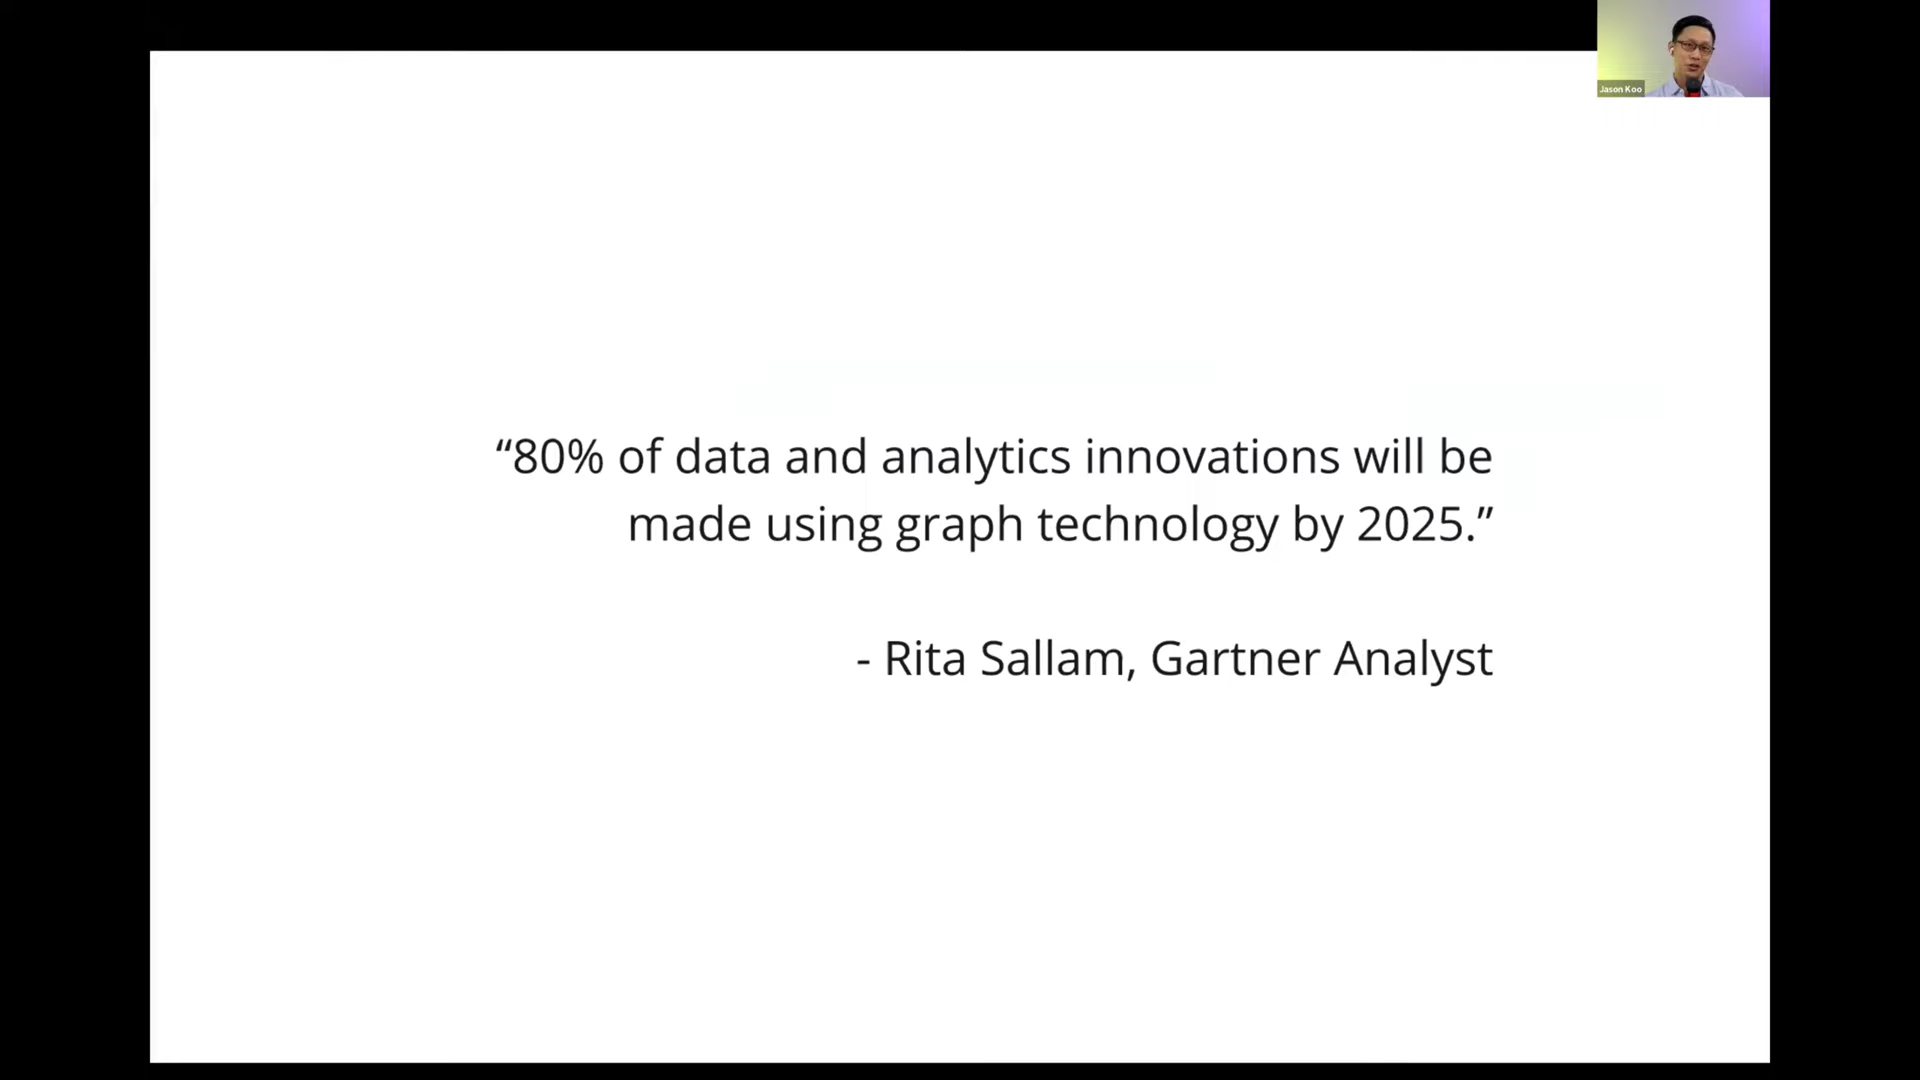 Jason Koo
“80% of data and analytics innovations will be
made using graph technology by 2025.”
- Rita Sallam, Gartner Analyst